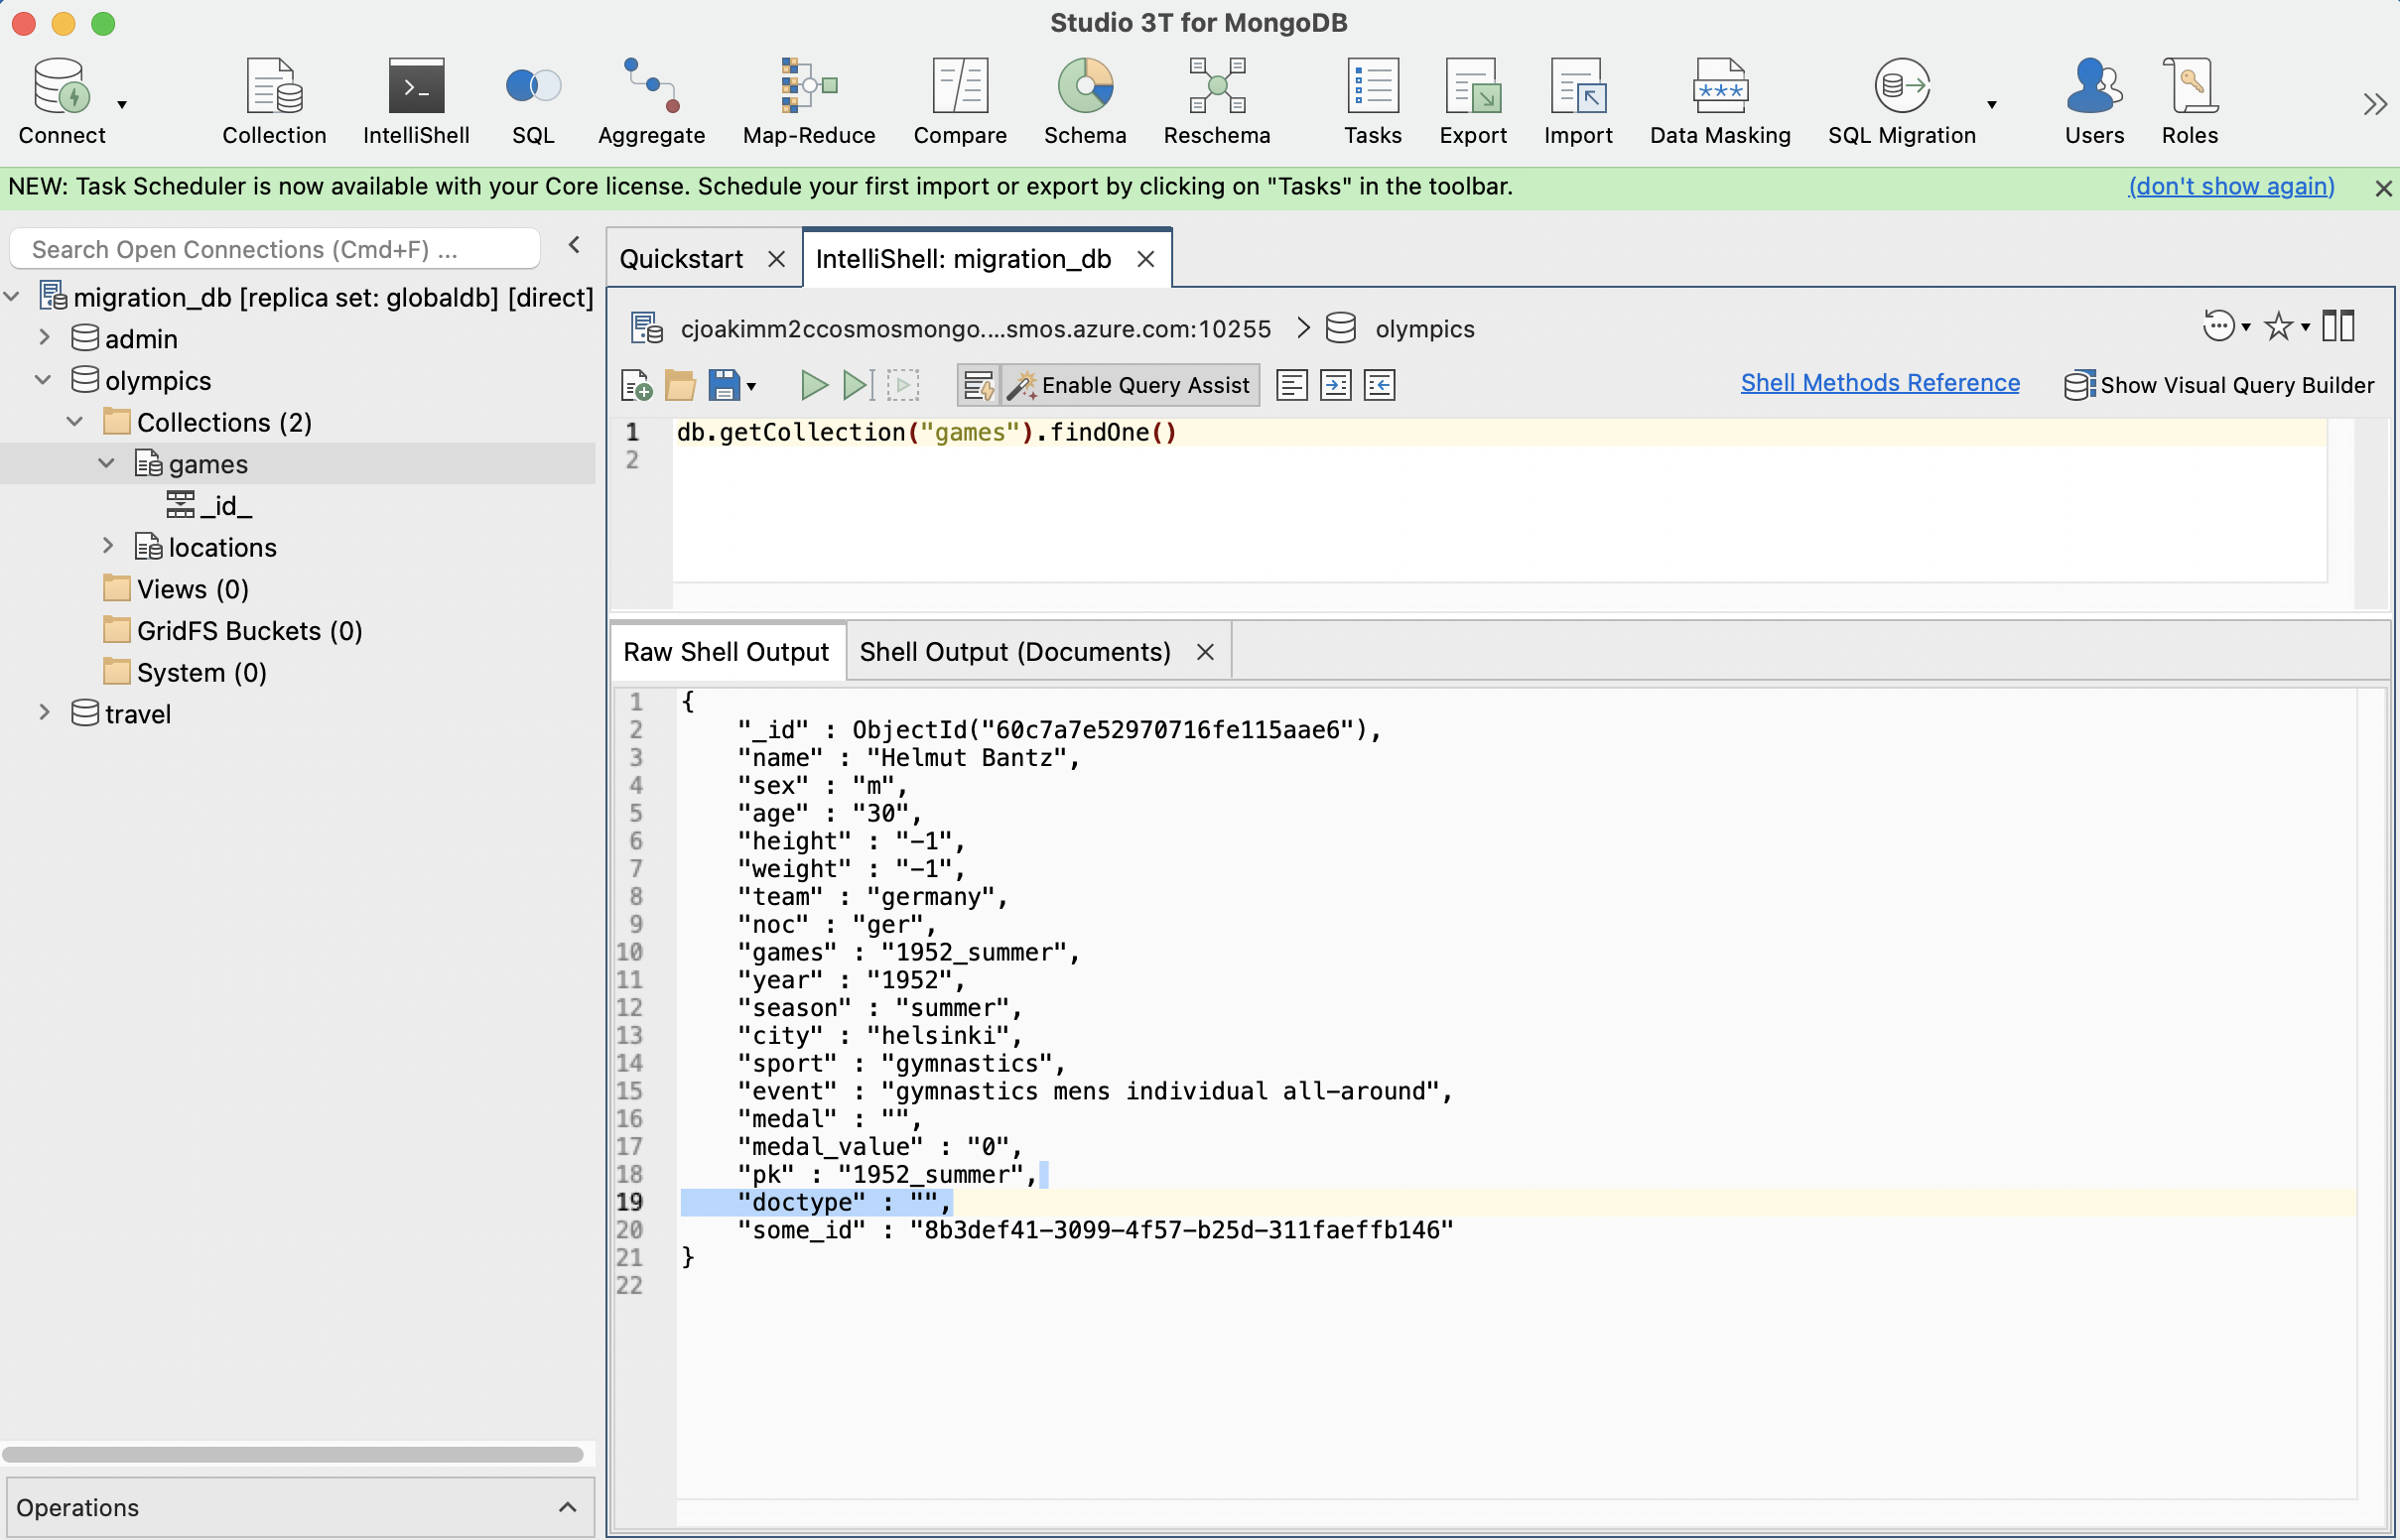 Studio 3T for MongoDB
Connect Collection IntelliShell SQL Aggregate Map-Reduce Compare Schema Reschema Tasks Export Import Data Masking SQL Migration Users Roles
NEW: Task Scheduler is now available with your Core license. Schedule your first import or export by clicking on "Tasks" in the toolbar. (don't show again)
Search Open Connections (Cmd+F) ...
migration_db [replica set: globaldb] [direct]
admin
olympics
Collections (2)
games
_id_
locations
Views (0)
GridFS Buckets (0)
System (0)
travel
Operations
Quickstart IntelliShell: migration_db
cjoakimm2ccosmosmongo....smos.azure.com:10255 olympics
Enable Query Assist Shell Methods Reference Show Visual Query Builder
1 db.getCollection("games").findOne()
2
Raw Shell Output Shell Output (Documents)
1 {
2 "_id" : ObjectId("60c7a7e52970716fe115aae6"),
3 "name" : "Helmut Bantz",
4 "sex" : "m",
5 "age" : "30",
6 "height" : "-1",
7 "weight" : "-1",
8 "team" : "germany",
9 "noc" : "ger",
10 "games" : "1952_summer",
11 "year" : "1952",
12 "season" : "summer",
13 "city" : "helsinki",
14 "sport" : "gymnastics",
15 "event" : "gymnastics mens individual all-around",
16 "medal" : "",
17 "medal_value" : "0",
18 "pk" : "1952_summer",
19 "doctype" : "",
20 "some_id" : "8b3def41-3099-4f57-b25d-311faeffb146"
21 }
22